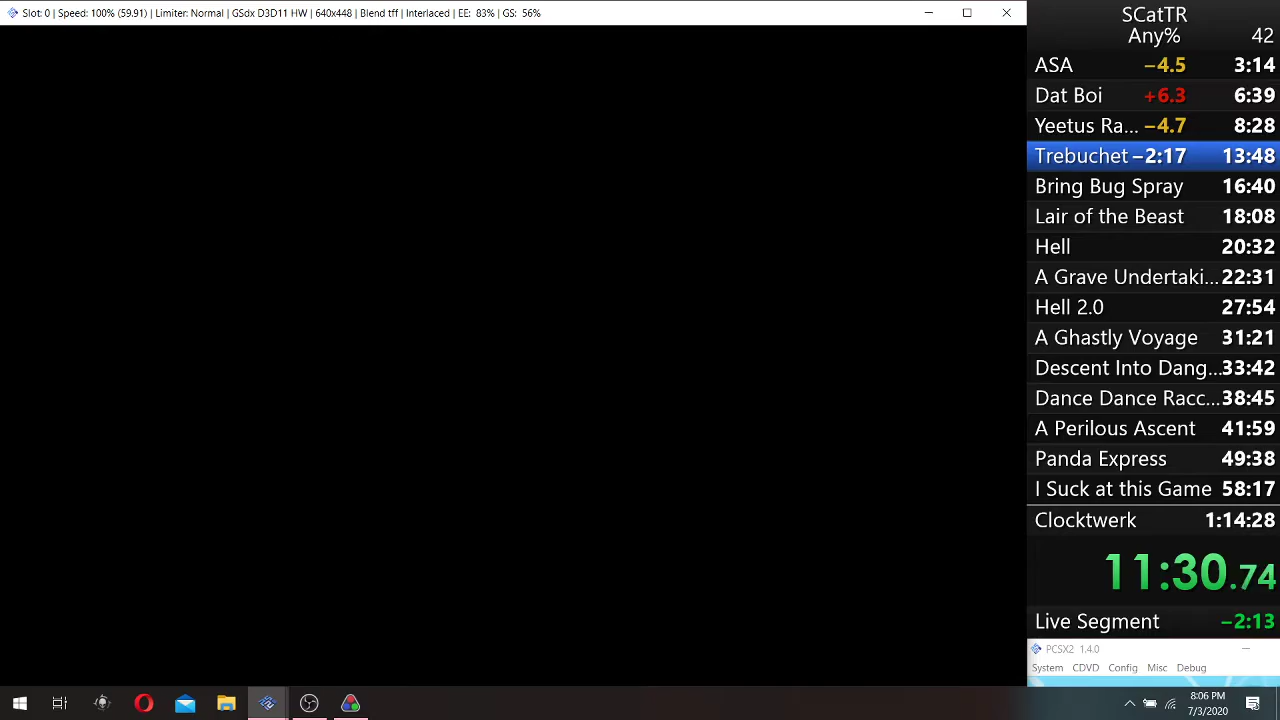 Slot: 0 | Speed: 100% (59.91) | Limiter: Normal | GSdx D3D11 HW | 640x448 | Blend tff | Interlaced | EE: 83% | GS: 56%
SCatTR
Any% 42
ASA −4.5 3:14
Dat Boi +6.3 6:39
Yeetus Ra... −4.7 8:28
Trebuchet −2:17 13:48
Bring Bug Spray 16:40
Lair of the Beast 18:08
Hell 20:32
A Grave Undertaki... 22:31
Hell 2.0 27:54
A Ghastly Voyage 31:21
Descent Into Dang... 33:42
Dance Dance Racc... 38:45
A Perilous Ascent 41:59
Panda Express 49:38
I Suck at this Game 58:17
Clocktwerk 1:14:28
11:30.74
Live Segment −2:13
PCSX2 1.4.0
System CDVD Config Misc Debug
8:06 PM
7/3/2020